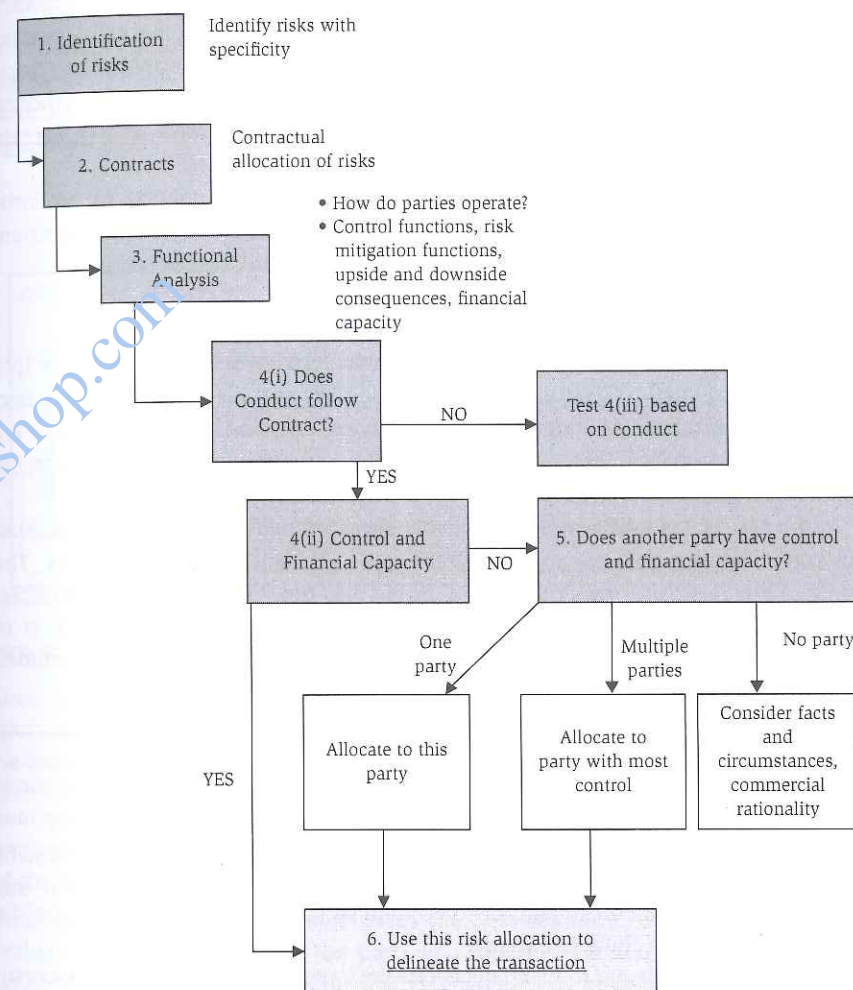 1. Identification
of risks
Identify risks with
specificity
2. Contracts
Contractual
allocation of risks
3. Functional
Analysis
• How do parties operate?
• Control functions, risk
mitigation functions,
upside and downside
consequences, financial
capacity
4(i) Does
Conduct follow
Contract?
NO
Test 4(iii) based
on conduct
YES
4(ii) Control and
Financial Capacity
NO
5. Does another party have control
and financial capacity?
One
party
Multiple
parties
No party
Allocate to this
party
Allocate to
party with most
control
Consider facts
and
circumstances,
commercial
rationality
YES
6. Use this risk allocation to
delineate the transaction
shop.com